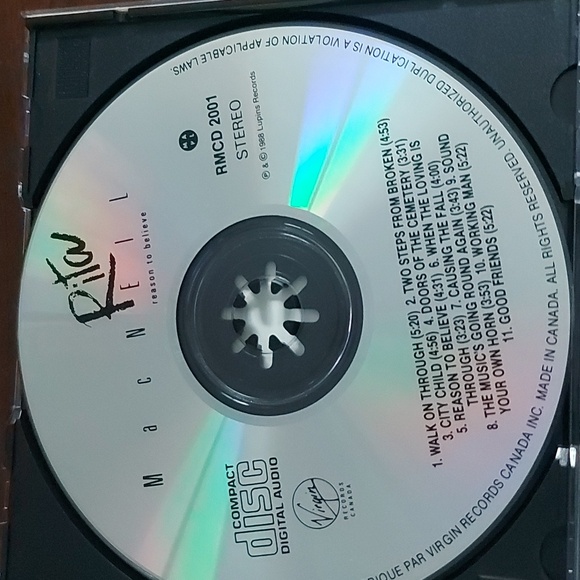 Rita
MacNEIL
reason to believe
COMPACT
disc
DIGITAL AUDIO
Virgin
RECORDS
CANADA
RMCD 2001
STEREO
℗ & © 1988 Lupins Records
1. WALK ON THROUGH (5:20) 2. TWO STEPS FROM BROKEN (4:53)
3. CITY CHILD (4:56) 4. DOORS OF THE CEMETERY (3:31)
5. REASON TO BELIEVE (4:31) 6. WHEN THE LOVING IS
THROUGH (3:23) 7. CAUSING THE FALL (4:00)
8. THE MUSIC'S GOING ROUND AGAIN (3:43) 9. SOUND
YOUR OWN HORN (3:53) 10. WORKING MAN (5:22)
11. GOOD FRIENDS (5:22)
PAR VIRGIN RECORDS CANADA INC. MADE IN CANADA. ALL RIGHTS RESERVED. UNAUTHORIZED DUPLICATION IS A VIOLATION OF APPLICABLE LAWS.